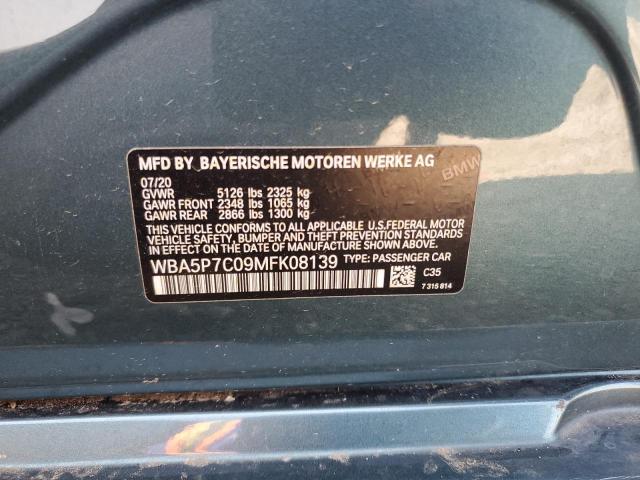 MFD BY BAYERISCHE MOTOREN WERKE AG
BMW
07/20
GVWR 5126 lbs 2325 kg
GAWR FRONT 2348 lbs 1065 kg
GAWR REAR 2866 lbs 1300 kg
THIS VEHICLE CONFORMS TO ALL APPLICABLE U.S.FEDERAL MOTOR
VEHICLE SAFETY, BUMPER, AND THEFT PREVENTION STANDARDS
IN EFFECT ON THE DATE OF MANUFACTURE SHOWN ABOVE.
WBA5P7C09MFK08139 TYPE: PASSENGER CAR
C35
7 315 814